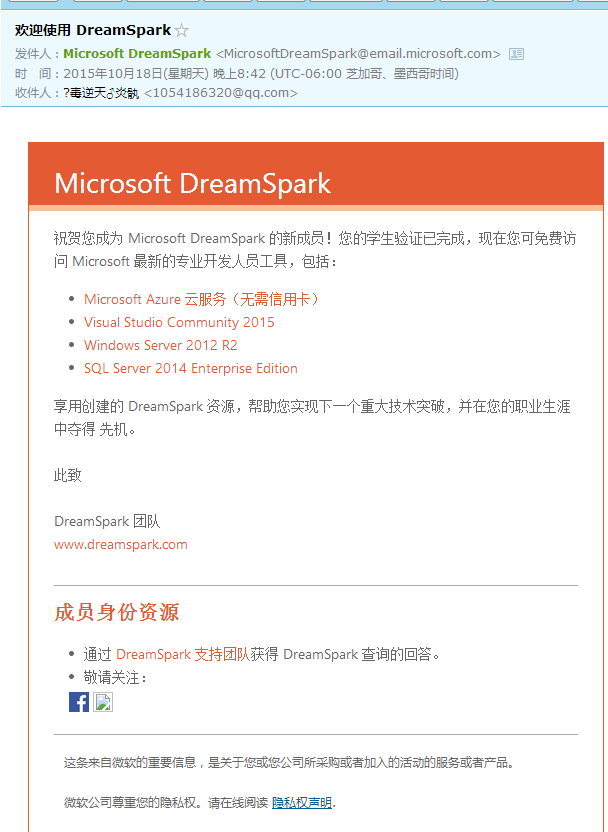 欢迎使用 DreamSpark
发件人：Microsoft DreamSpark <MicrosoftDreamSpark@email.microsoft.com>
时 间：2015年10月18日(星期天) 晚上8:42 (UTC-06:00 芝加哥、墨西哥时间)
收件人：?毒逆天♂炎 <1054186320@qq.com>
Microsoft DreamSpark
祝贺您成为 Microsoft DreamSpark 的新成员！您的学生验证已完成，现在您可免费访
问 Microsoft 最新的专业开发人员工具，包括：
• Microsoft Azure 云服务（无需信用卡）
• Visual Studio Community 2015
• Windows Server 2012 R2
• SQL Server 2014 Enterprise Edition
享用创建的 DreamSpark 资源，帮助您实现下一个重大技术突破，并在您的职业生涯
中夺得 先机。
此致
DreamSpark 团队
www.dreamspark.com
成员身份资源
• 通过 DreamSpark 支持团队获得 DreamSpark 查询的回答。
• 敬请关注：
这条来自微软的重要信息，是关于您或您公司所采购或者加入的活动的服务或者产品。
微软公司尊重您的隐私权。请在线阅读 隐私权声明.